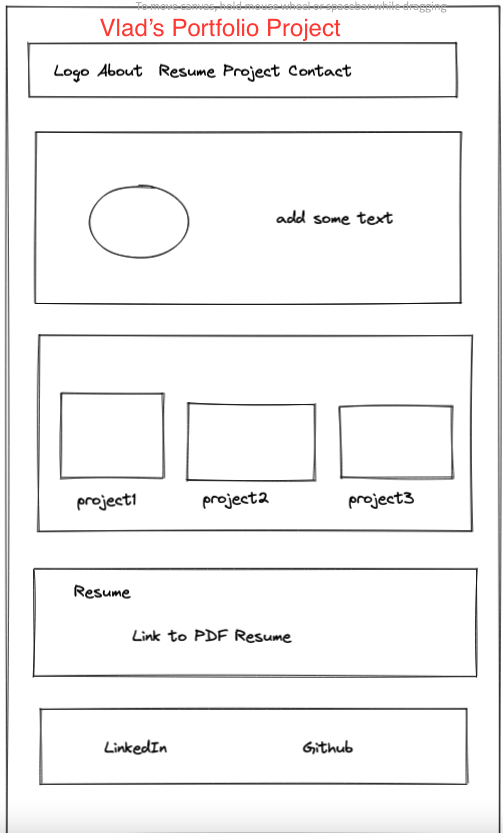 To move canvas, hold mouse wheel or spacebar while dragging
Vlad's Portfolio Project
Logo About Resume Project Contact
add some text
project1 project2 project3
Resume
Link to PDF Resume
LinkedIn Github